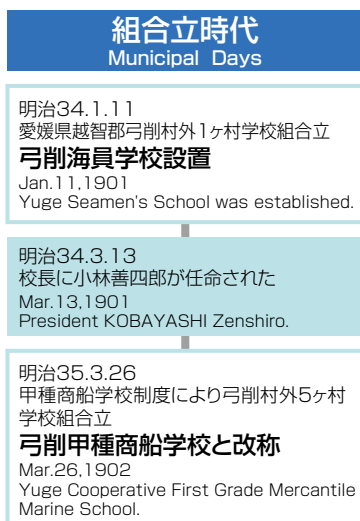 組合立時代
Municipal Days
明治34.1.11
愛媛県越智郡弓削村外1ヶ村学校組合立
弓削海員学校設置
Jan.11,1901
Yuge Seamen's School was established.
明治34.3.13
校長に小林善四郎が任命された
Mar.13,1901
President KOBAYASHI Zenshiro.
明治35.3.26
甲種商船学校制度により弓削村外5ヶ村
学校組合立
弓削甲種商船学校と改称
Mar.26,1902
Yuge Cooperative First Grade Mercantile
Marine School.